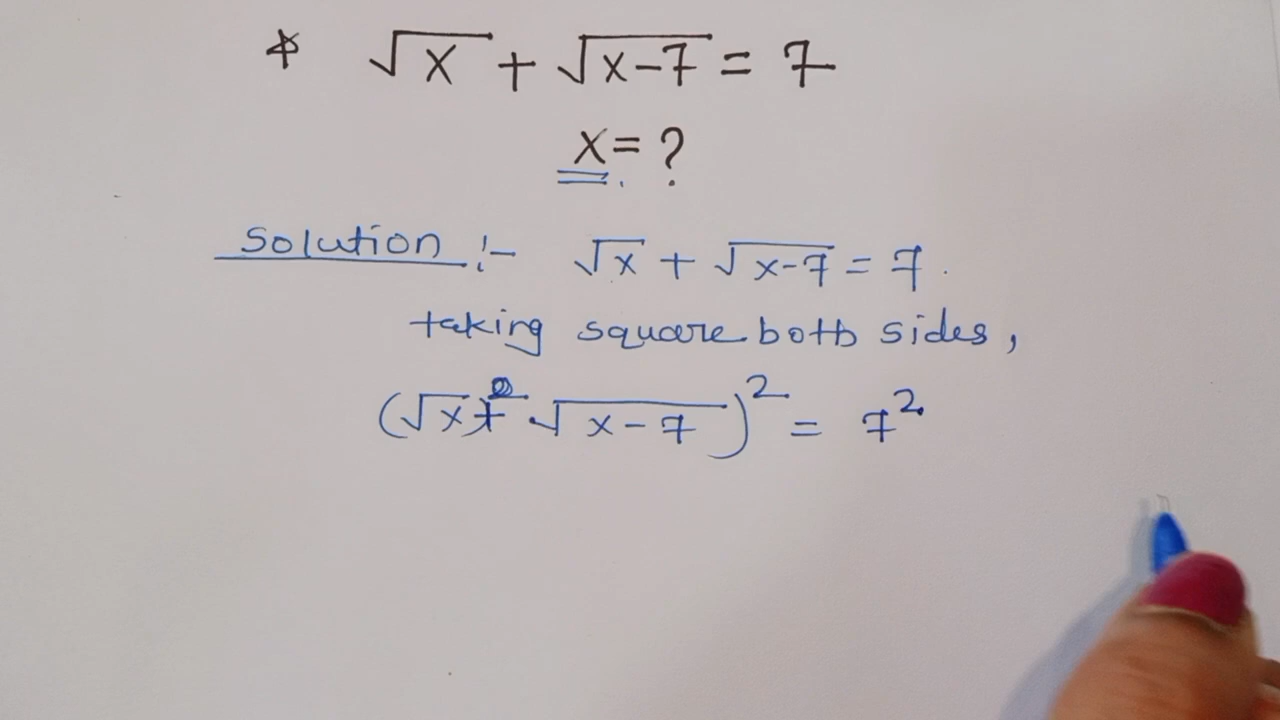 * √x + √(x-7) = 7
x = ?
Solution :- √x + √(x-7) = 7.
taking square both sides,
(√x + √(x-7))² = 7²